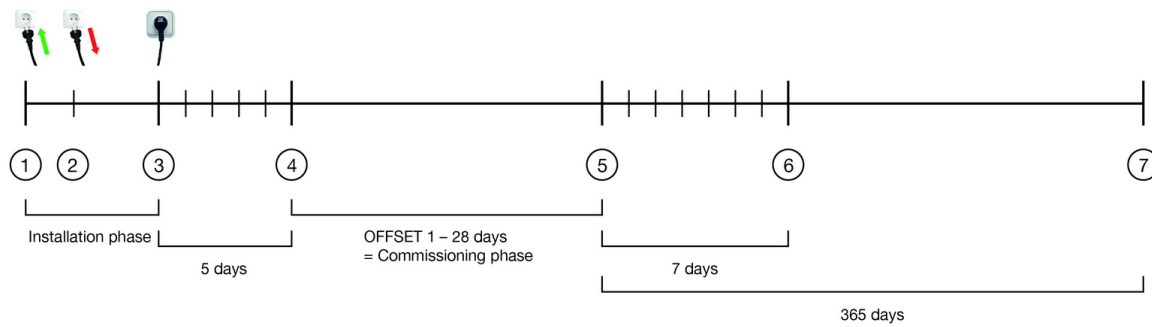 1 2 3 4 5 6 7
Installation phase
5 days
OFFSET 1 – 28 days
= Commissioning phase
7 days
365 days